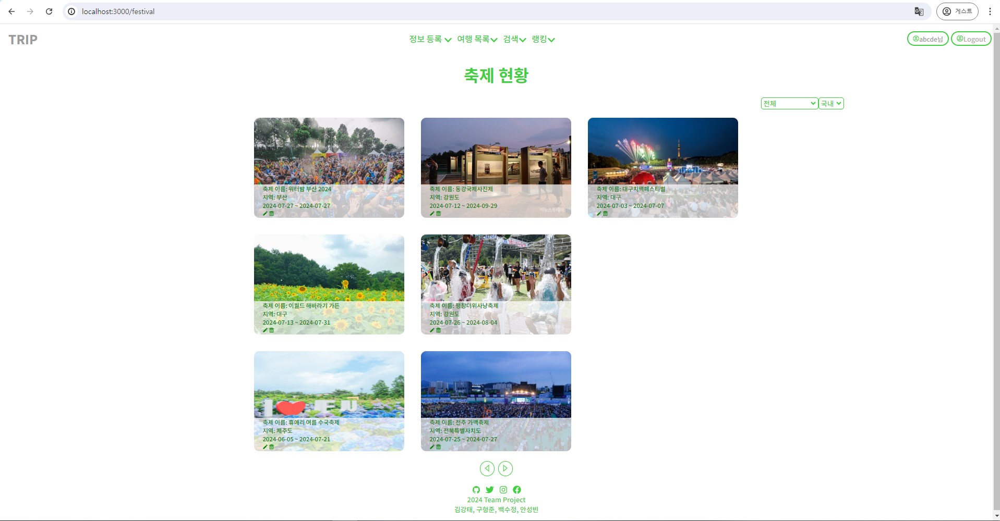 localhost:3000/festival
게스트
TRIP
정보 등록 여행 목록 검색 랭킹
abcde님 Logout
축제 현황
전체 국내
축제 이름: 워터밤 부산 2024
지역: 부산
2024-07-27 ~ 2024-07-27
축제 이름: 동강국제사진제
지역: 강원도
2024-07-12 ~ 2024-09-29
축제 이름: 대구치맥페스티벌
지역: 대구
2024-07-03 ~ 2024-07-07
축제 이름: 이월드 해바라기 가든
지역: 대구
2024-07-13 ~ 2024-07-31
축제 이름: 평창더위사냥축제
지역: 강원도
2024-07-26 ~ 2024-08-04
축제 이름: 휴애리 여름 수국축제
지역: 제주도
2024-06-05 ~ 2024-07-21
축제 이름: 전주 가맥축제
지역: 전북특별자치도
2024-07-25 ~ 2024-07-27
2024 Team Project
김강태, 구형준, 백수정, 안성빈